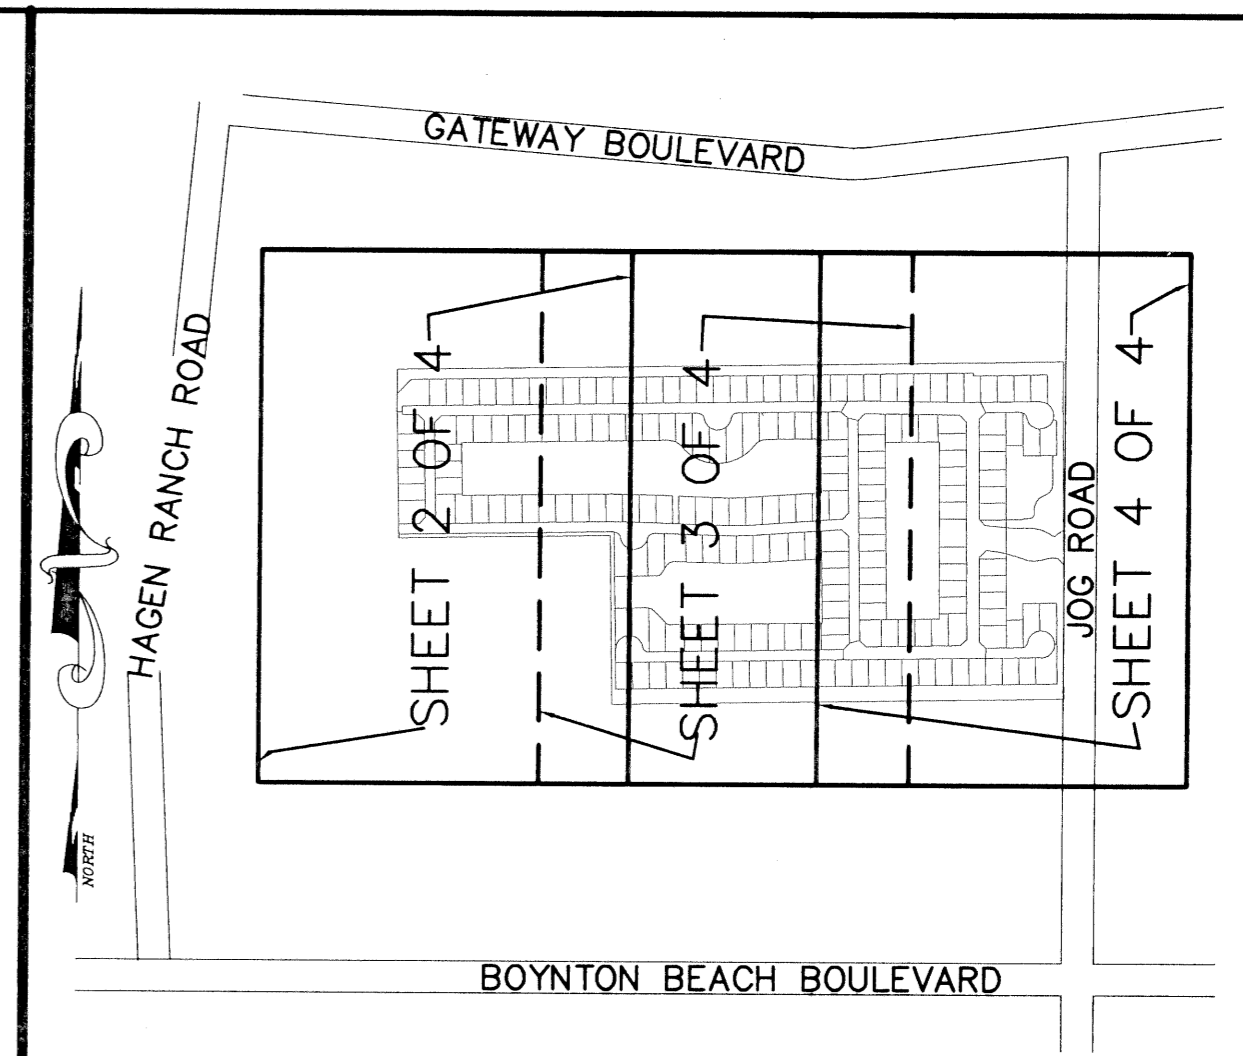 GATEWAY BOULEVARD
HAGEN RANCH ROAD
SHEET 2 OF 4
SHEET 3 OF 4
JOG ROAD
SHEET 4 OF 4
NORTH
BOYNTON BEACH BOULEVARD